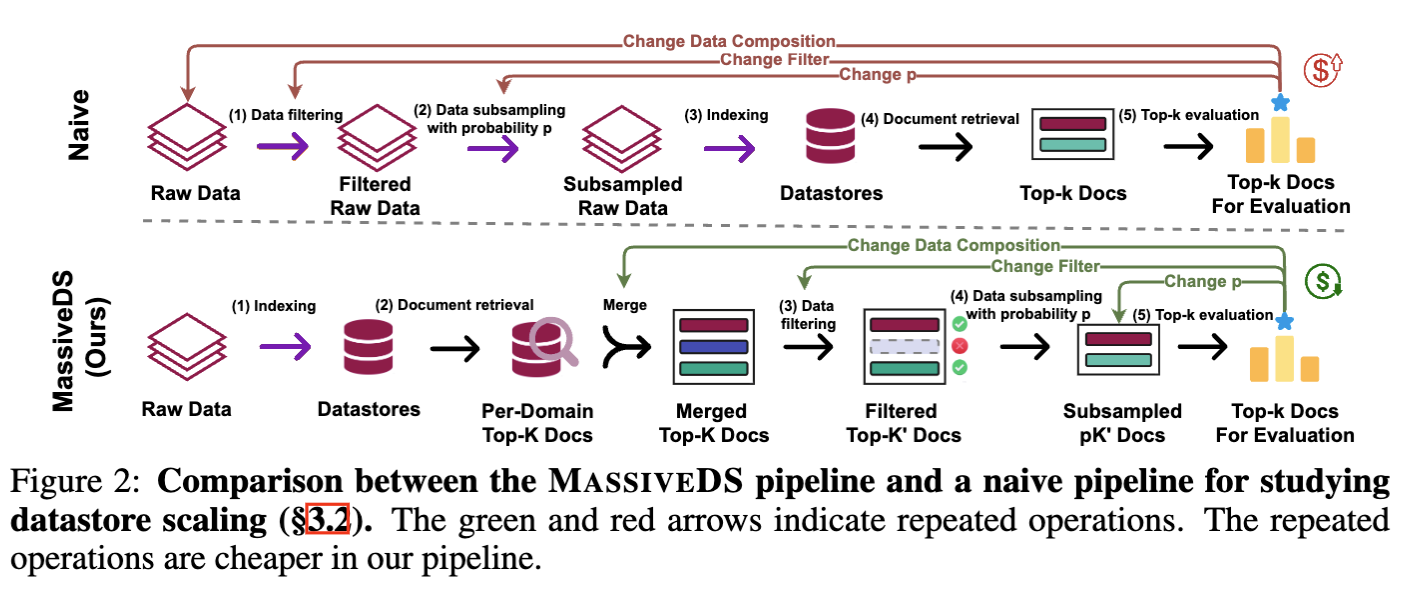 Change Data Composition
Change Filter
Change p
$
Naive
(1) Data filtering
(2) Data subsampling
with probability p
(3) Indexing
(4) Document retrieval
(5) Top-k evaluation
Raw Data
Filtered
Raw Data
Subsampled
Raw Data
Datastores
Top-k Docs
Top-k Docs
For Evaluation
Change Data Composition
Change Filter
Change p
$
MassiveDS
(Ours)
(1) Indexing
(2) Document retrieval
Merge
(3) Data
filtering
(4) Data subsampling
with probability p
(5) Top-k evaluation
Raw Data
Datastores
Per-Domain
Top-K Docs
Merged
Top-K Docs
Filtered
Top-K' Docs
Subsampled
pK' Docs
Top-k Docs
For Evaluation
Figure 2: Comparison between the MASSIVEDS pipeline and a naive pipeline for studying
datastore scaling (§3.2). The green and red arrows indicate repeated operations. The repeated
operations are cheaper in our pipeline.